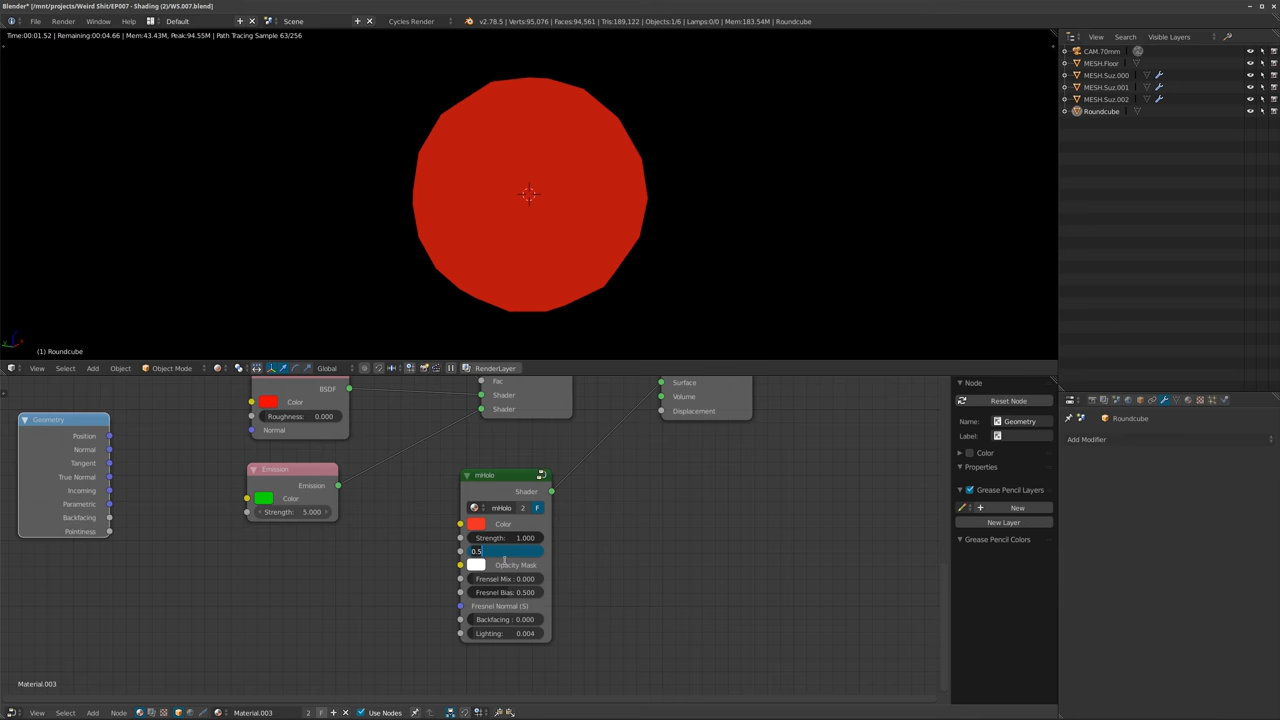 Blender* [/mnt/projects/Weird Shit/EP007 - Shading (2)/WS.007.blend]
File Render Window Help Default Scene Cycles Render v2.78.5 | Verts:95,076 | Faces:94,561 | Tris:189,122 | Objects:1/6 | Lamps:0/0 | Mem:183.54M | Roundcube
View Search Visible Layers
Time:00:01.52 | Remaining:00:04.66 | Mem:43.43M, Peak:94.55M | Path Tracing Sample 63/256
CAM.70mm
MESH.Floor
MESH.Suz.000
MESH.Suz.001
MESH.Suz.002
Roundcube
(1) Roundcube
View Select Add Object Object Mode Global RenderLayer
BSDF
Color
Roughness: 0.000
Normal
Fac
Shader
Shader
Surface
Volume
Displacement
Geometry
Position
Normal
Tangent
True Normal
Incoming
Parametric
Backfacing
Pointiness
Emission
Emission
Color
Strength: 5.000
mHolo
Shader
mHolo 2 F
Color
Strength: 1.000
0.5
Opacity Mask
Frensel Mix : 0.000
Fresnel Bias: 0.500
Fresnel Normal (S)
Backfacing : 0.000
Lighting: 0.004
Node
Reset Node
Name: Geometry
Label:
Color
Properties
Grease Pencil Layers
New
New Layer
Grease Pencil Colors
Roundcube
Add Modifier
Material.003
View Select Add Node Material.003 2 F Use Nodes